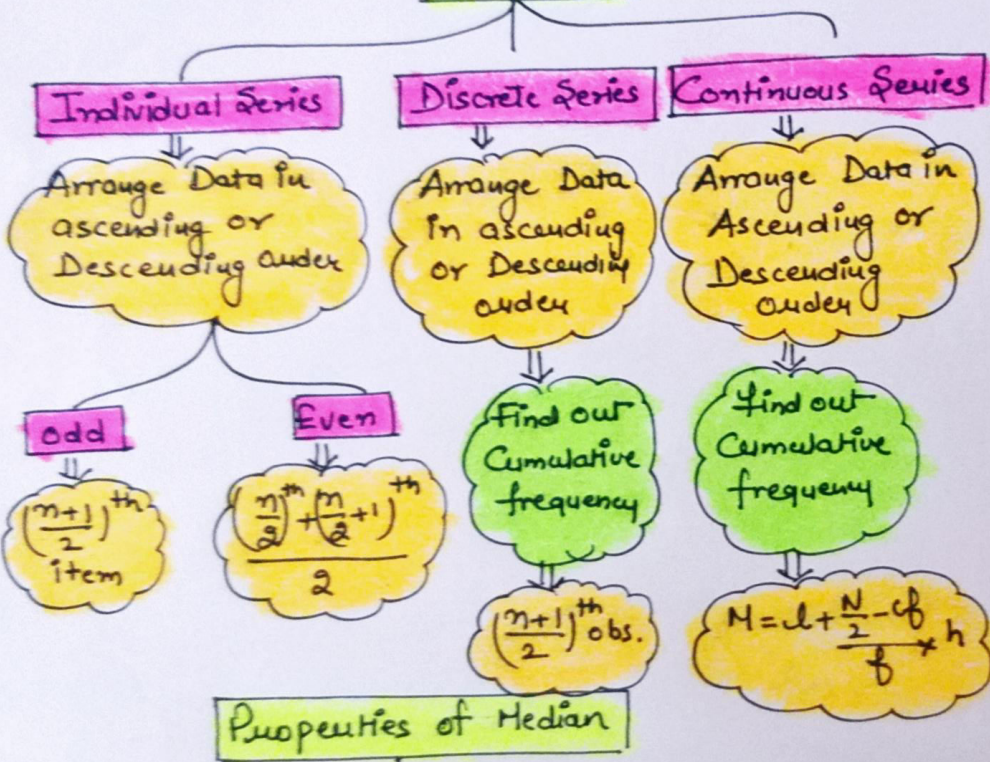 Individual Series
Arrange Data in
ascending or
Descending order
Odd
(n+1/2)^th
item
Even
((n/2)^th + (n/2 + 1)^th)/2
Discrete Series
Arrange Data
in ascending
or Descending
order
Find out
Cumulative
frequency
(n+1/2)^th obs.
Continuous Series
Arrange Data in
Ascending or
Descending
order
find out
Cumulative
frequency
M = l + (N/2 - cf)/f × h
Properties of Median